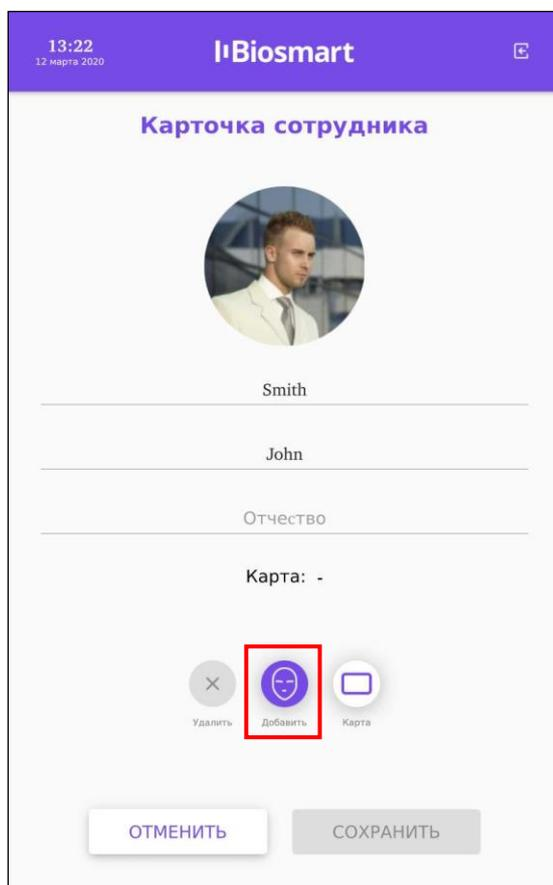 13:22
12 марта 2020
Biosmart
Карточка сотрудника
Smith
John
Отчество
Карта: -
Удалить
Добавить
Карта
ОТМЕНИТЬ
СОХРАНИТЬ